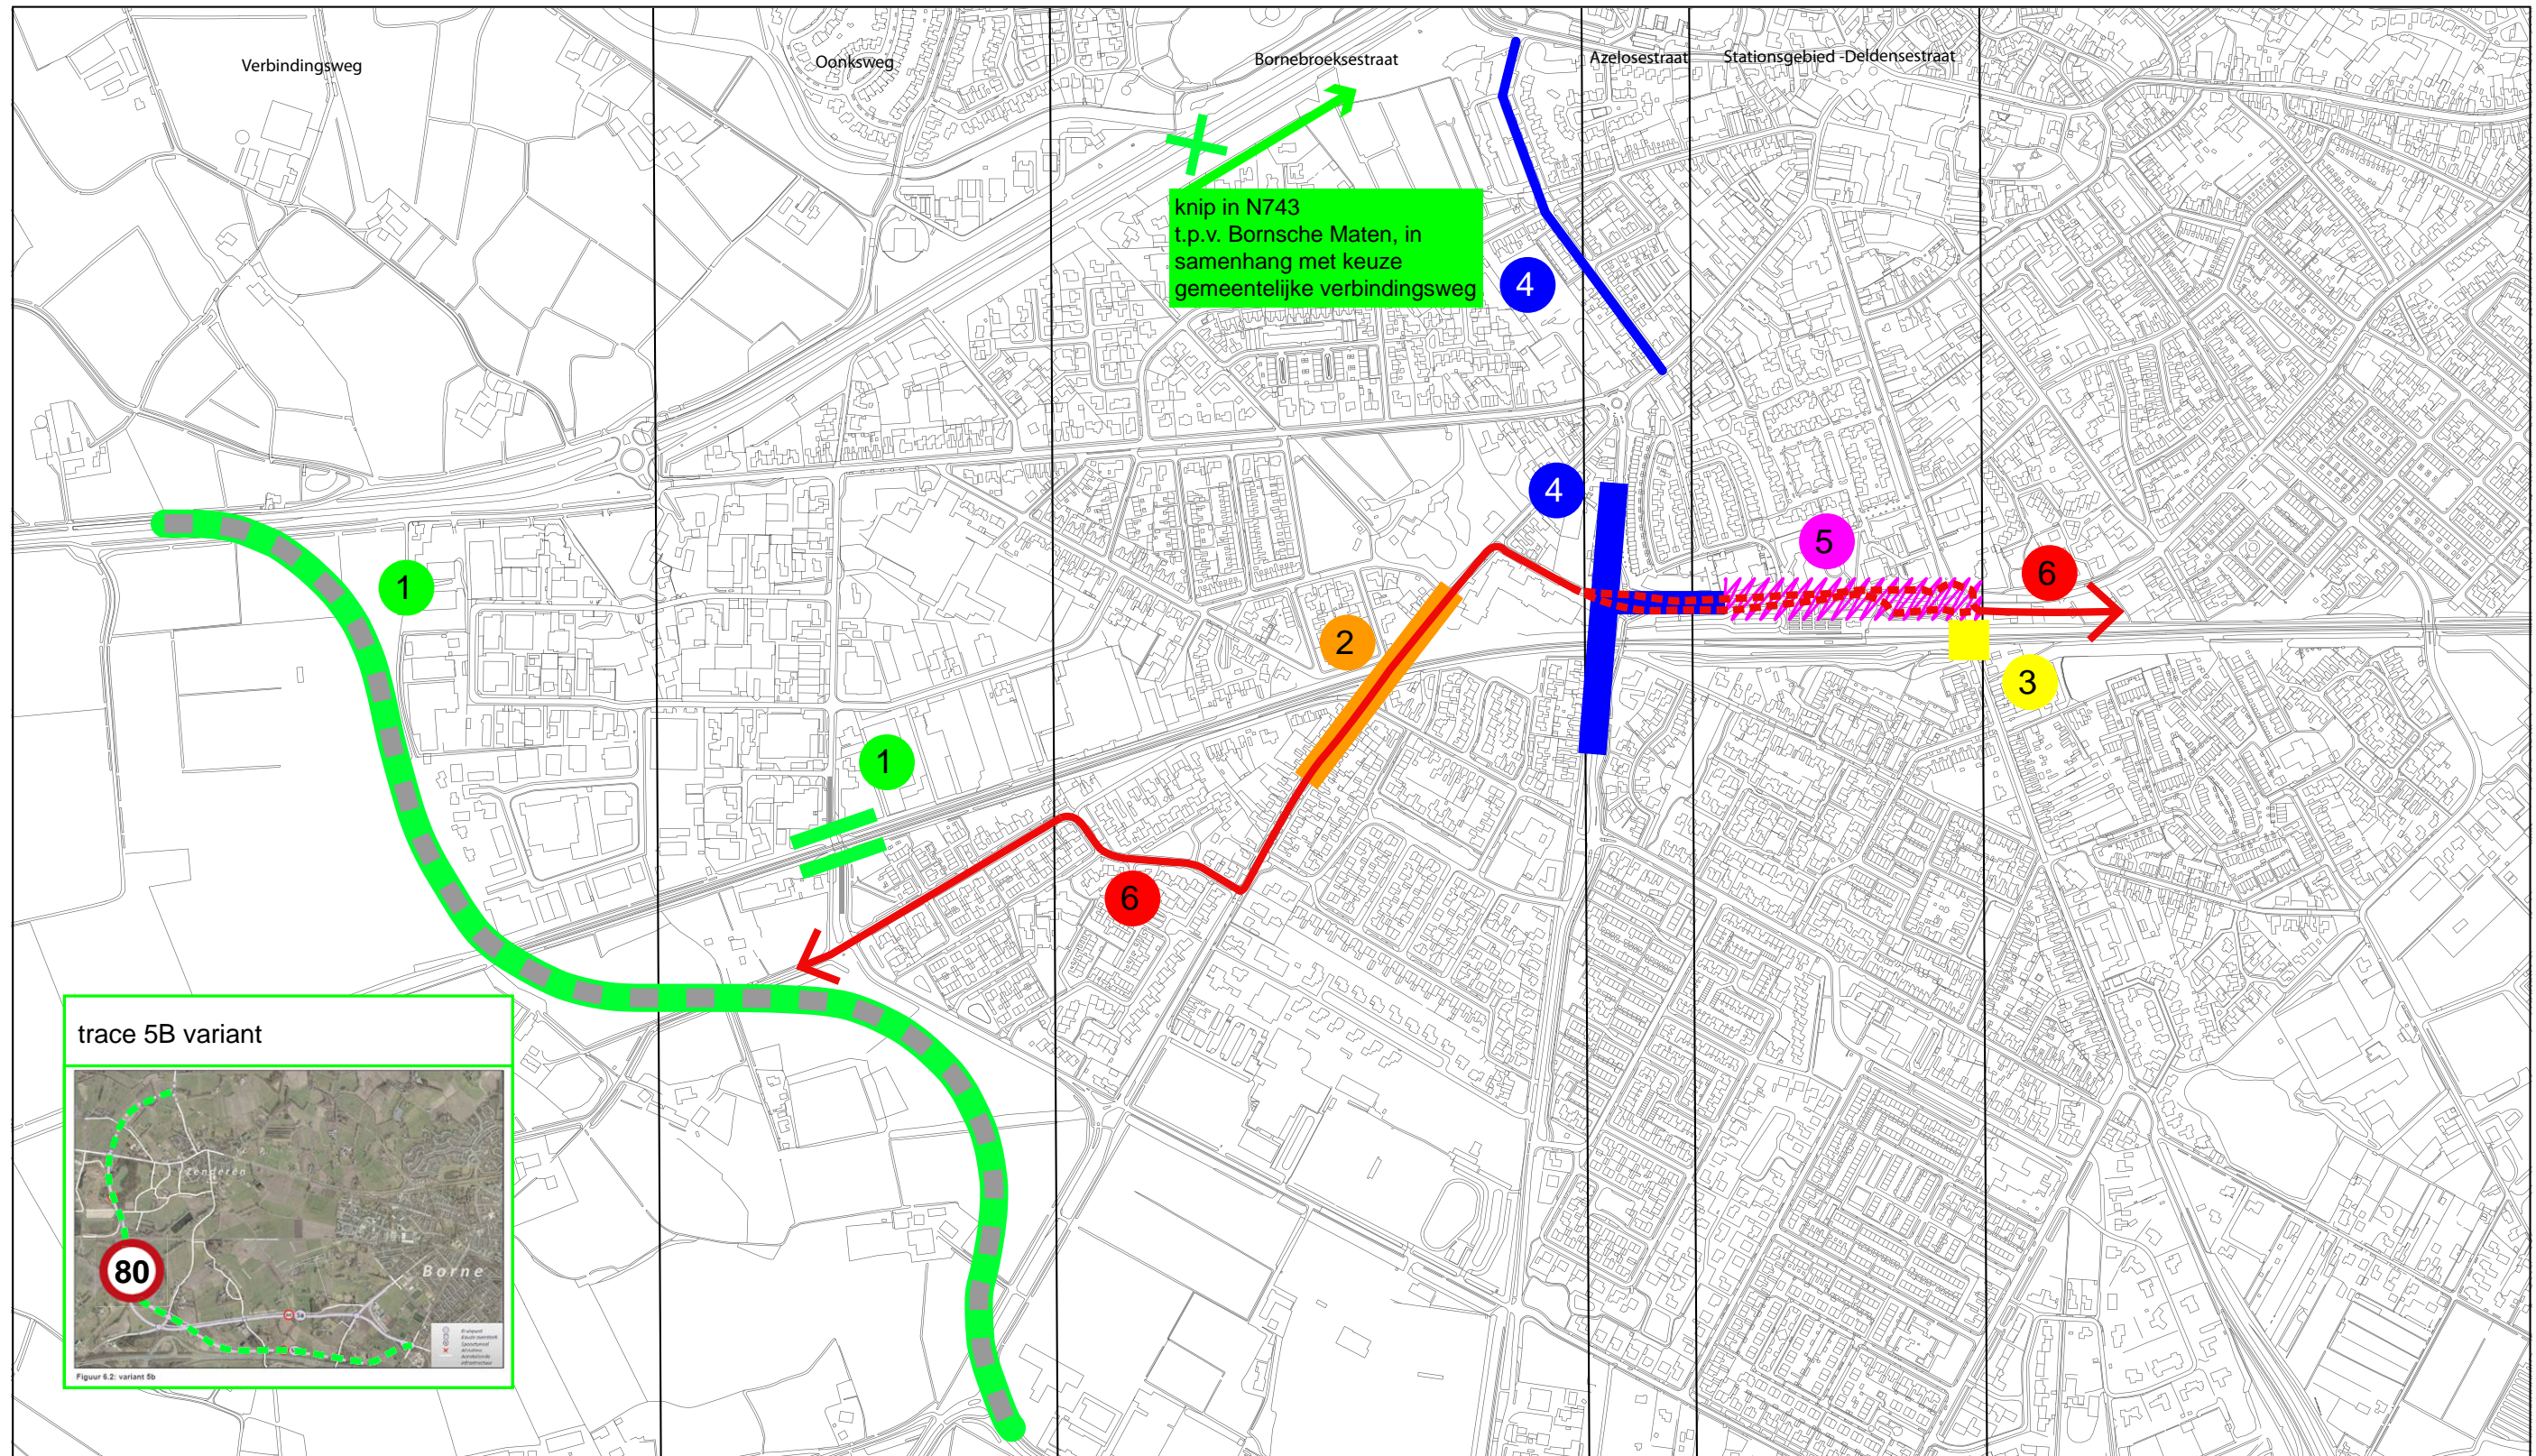 Verbindingsweg
Oonksweg
Bornebroeksestraat
Azelosestraat
Stationsgebied -Deldensestraat
knip in N743
t.p.v. Bornsche Maten, in
samenhang met keuze
gemeentelijke verbindingsweg
4
4
5
6
1
2
3
1
6
trace 5B variant
Zenderen
80
Borne
Figuur 6.2: variant 5b